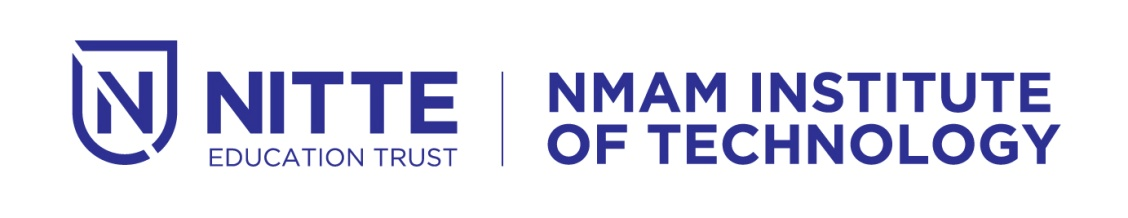 N NITTE
EDUCATION TRUST
NMAM INSTITUTE
OF TECHNOLOGY